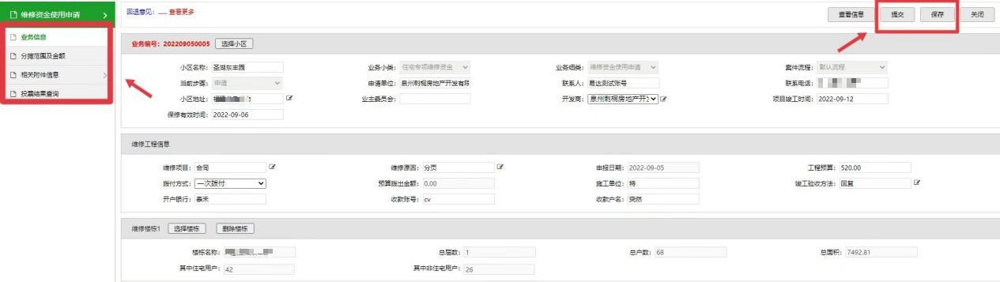 维修资金使用申请
业务信息
分摊范围及金额
相关附件信息
投票结果查询
回退意见：...... 查看更多
查看信息 提交 保存 关闭
业务编号：202209050005 选择小区
小区名称：圣湖东丰园 业务小类：住宅专项维修资金 业务细类：维修资金使用申请 案件流程：默认流程
当前步骤：申请 申请单位：泉州刺桐房地产开发有限 联系人：易达测试账号 联系电话：
小区地址： 业主委员会： 开发商：泉州刺桐房地产开发 项目竣工时间：2022-09-12
保修有效时间：2022-09-06
维修工程信息
维修项目：合同 维修原因：分页 申报日期：2022-09-05 工程预算：520.00
拨付方式：一次拨付 预算拨出金额：0.00 施工单位：特 竣工验收方法：回复
开户银行：泰禾 收款账号：cv 收款户名：突然
维修楼栋1 选择楼栋 删除楼栋
楼栋名称： 总层数：1 总户数：68 总面积：7492.81
其中住宅用户：42 其中非住宅用户：26